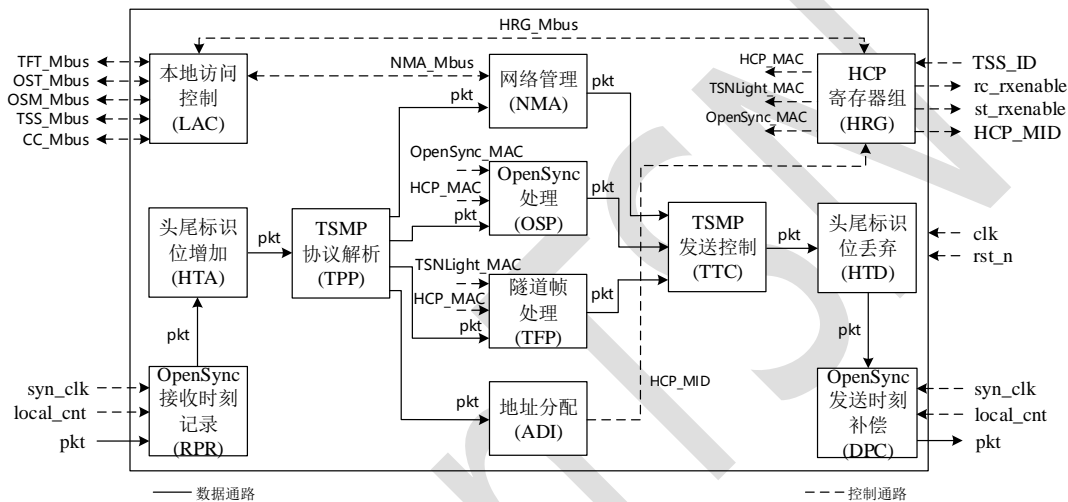 HRG_Mbus
TFT_Mbus
OST_Mbus
OSM_Mbus
TSS_Mbus
CC_Mbus
本地访问
控制
(LAC)
NMA_Mbus
pkt
网络管理
(NMA)
pkt
HCP_MAC
TSNLight_MAC
OpenSync_MAC
HCP
寄存器组
(HRG)
TSS_ID
rc_rxenable
st_rxenable
HCP_MID
OpenSync_MAC
HCP_MAC
pkt
OpenSync
处理
(OSP)
pkt
头尾标识
位增加
(HTA)
pkt
TSMP
协议解析
(TPP)
TSNLight_MAC
HCP_MAC
pkt
隧道帧
处理
(TFP)
pkt
TSMP
发送控制
(TTC)
pkt
头尾标识
位丢弃
(HTD)
clk
rst_n
pkt
pkt
syn_clk
local_cnt
pkt
OpenSync
接收时刻
记录
(RPR)
pkt
地址分配
(ADI)
HCP_MID
OpenSync
发送时刻
补偿
(DPC)
syn_clk
local_cnt
pkt
数据通路
控制通路
TSN